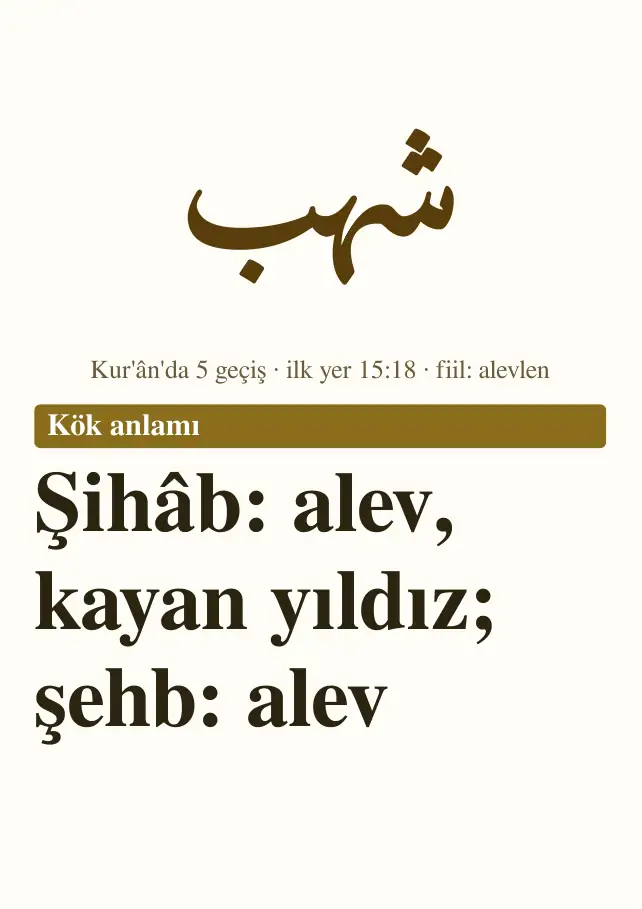 شهب
Kur'ân'da 5 geçiş · ilk yer 15:18 · fiil: alevlen
Kök anlamı
Şihâb: alev,
kayan yıldız;
şehb: alev